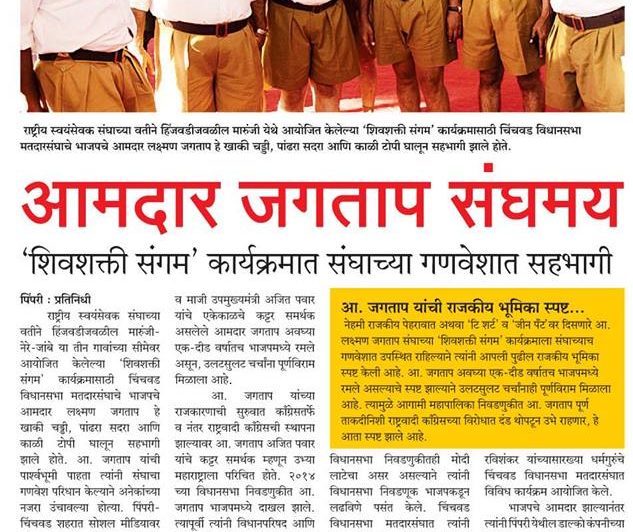 राष्ट्रीय स्वयंसेवक संघाच्या वतीने हिंजवडीजवळील मारुंजी येथे आयोजित केलेल्या ‘शिवशक्ती संगम’ कार्यक्रमासाठी चिंचवड विधानसभा
मतदारसंघाचे भाजपचे आमदार लक्ष्मण जगताप हे खाकी चड्डी, पांढरा सदरा आणि काळी टोपी घालून सहभागी झाले होते.
आमदार जगताप संघमय
‘शिवशक्ती संगम’ कार्यक्रमात संघाच्या गणवेशात सहभागी
पिंपरी : प्रतिनिधी
राष्ट्रीय स्वयंसेवक संघाच्या
वतीने हिंजवडीजवळील मारुंजी-
नेरे-जांबे या तीन गावांच्या सीमेवर
आयोजित केलेल्या ‘शिवशक्ती
संगम’ कार्यक्रमासाठी चिंचवड
विधानसभा मतदारसंघाचे भाजपचे
आमदार लक्ष्मण जगताप हे
खाकी चड्डी, पांढरा सदरा आणि
काळी टोपी घालून सहभागी
झाले होते. आ. जगताप यांची
पार्श्वभूमी पाहता त्यांनी संघाचा
गणवेश परिधान केल्याने अनेकांच्या
नजरा उंचावल्या होत्या. पिंपरी-
चिंचवड शहरात सोशल मीडियावर
व माजी उपमुख्यमंत्री अजित पवार
यांचे एकेकाळचे कट्टर समर्थक
असलेले आमदार जगताप अवघ्या
एक-दीड वर्षातच भाजपमध्ये रमले
असून, उलटसुलट चर्चांना पूर्णविराम
मिळाला आहे.
आ. जगताप यांच्या
राजकारणाची सुरुवात काँग्रेसतर्फे
व नंतर राष्ट्रवादी काँग्रेसची स्थापना
झाल्यावर आ. जगताप अजित पवार
यांचे कट्टर समर्थक म्हणून उभ्या
महाराष्ट्राला परिचित होते. २०१४
च्या विधानसभा निवडणुकीत आ.
जगताप भाजपमध्ये दाखल झाले.
त्यापूर्वी त्यांनी विधानपरिषद आणि
आ. जगताप यांची राजकीय भूमिका स्पष्ट...
नेहमी राजकीय पेहरावात अथवा ‘टि शर्ट’ व ‘जीन पँट’वर दिसणारे आ.
लक्ष्मण जगताप यांच्या ‘शिवशक्ती संगम’ कार्यक्रमाला संघाच्याच
गणवेशात उपस्थित राहिल्याने त्यांनी आपली पुढील राजकीय भूमिका
स्पष्ट केली आहे. आ. जगताप अवघ्या एक-दीड वर्षातच भाजपमध्ये
रमले असल्याचे स्पष्ट झाल्याने उलटसुलट चर्चांनाही पूर्णविराम मिळाला
आहे. त्यामुळे आगामी महापालिका निवडणुकीत आ. जगताप पूर्ण
ताकदीनिशी राष्ट्रवादी काँग्रेसच्या विरोधात दंड थोपटून उभे राहणार, हे
आता स्पष्ट झाले आहे.
विधानसभा निवडणुकीतही मोदी
लाटेचा असर असल्याने त्यांनी
विधानसभा निवडणूक भाजपकडून
लढविणे पसंत केले. चिंचवड
विधानसभा मतदारसंघात त्यांनी
रविशंकर यांच्यासारख्या धर्मगुरुंचे
चिंचवड विधानसभा मतदारसंघात
विविध कार्यक्रम आयोजित केले.
भाजपचे आमदार झाल्यानंतर